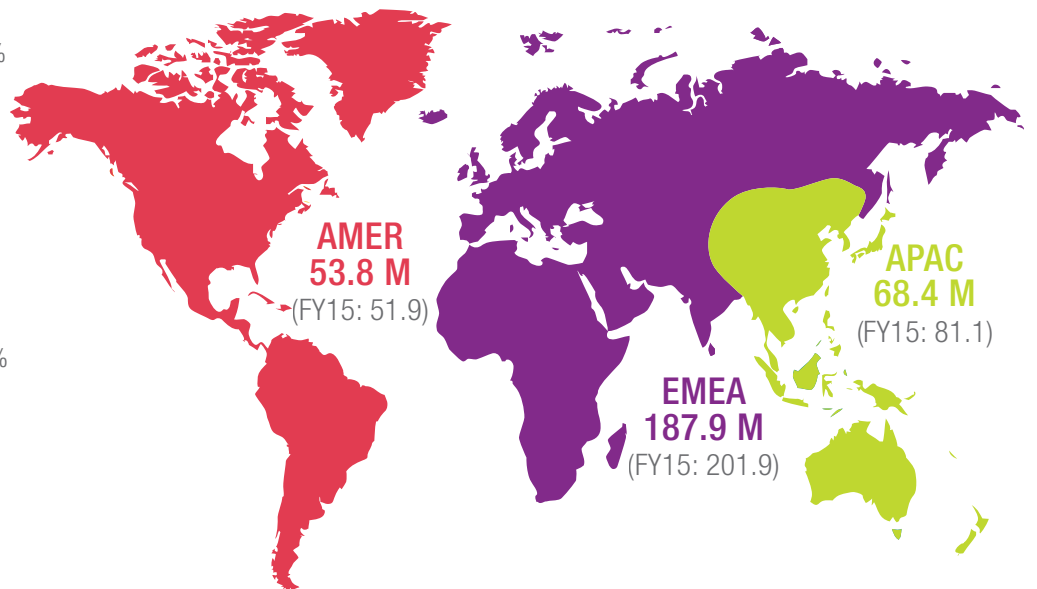 %
AMER
53.8 M
(FY15: 51.9)
APAC
68.4 M
(FY15: 81.1)
%
EMEA
187.9 M
(FY15: 201.9)